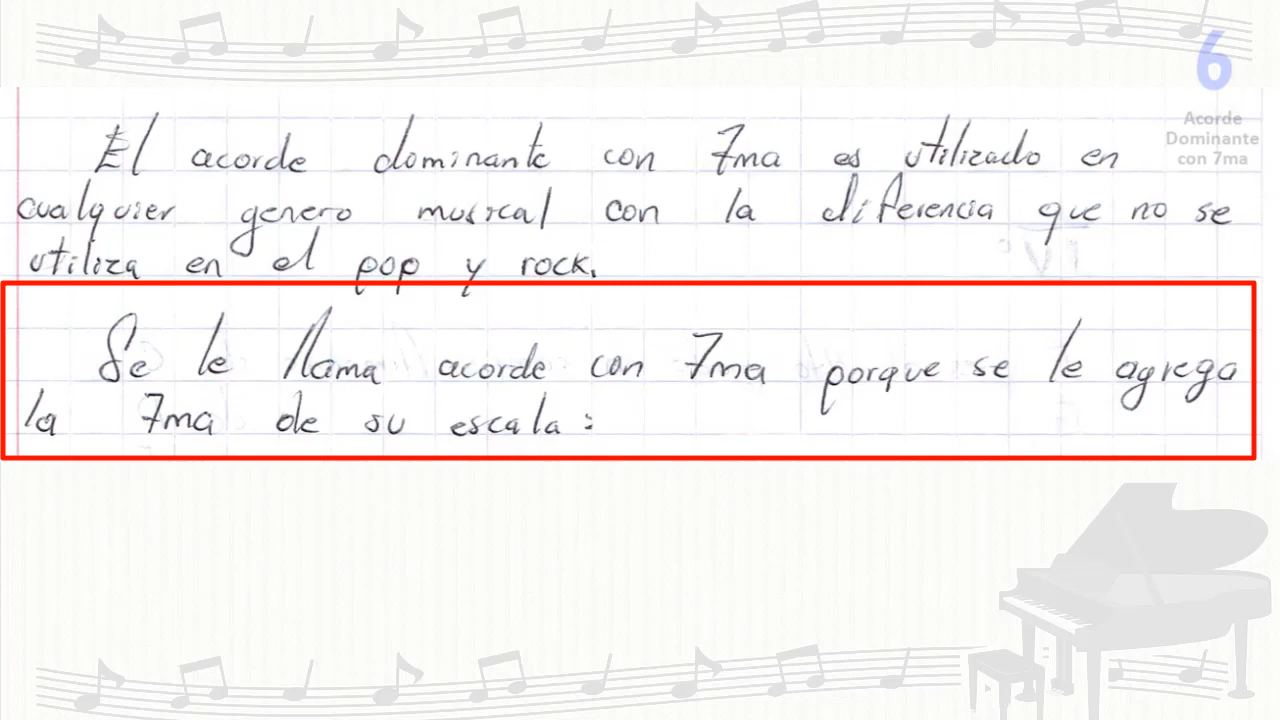 6
Acorde
Dominante
con 7ma
El acorde dominante con 7ma es utilizado en
cualquier genero musical con la diferencia que no se
utiliza en el pop y rock.
Se le llama acorde con 7ma porque se le agrega
la 7ma de su escala: